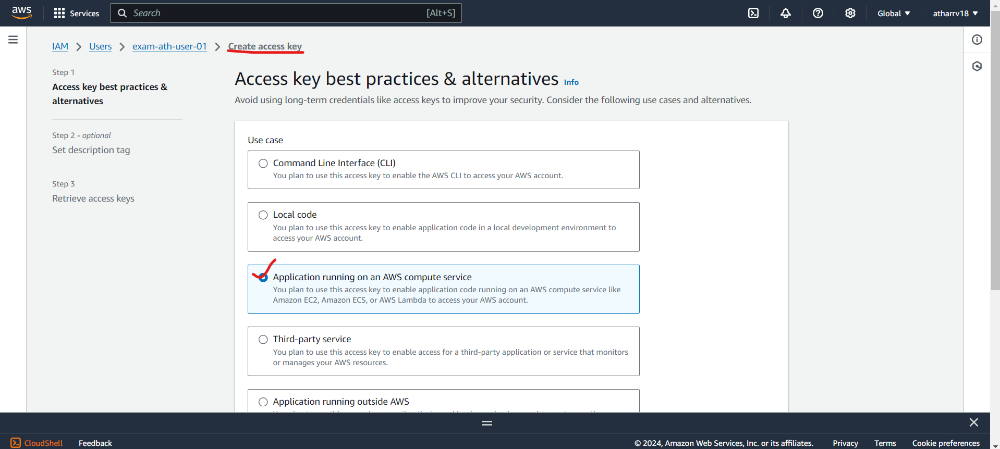 aws
Services
Search
[Alt+S]
Global
atharrv18
IAM
Users
exam-ath-user-01
Create access key
Step 1
Access key best practices &
alternatives
Step 2 - optional
Set description tag
Step 3
Retrieve access keys
Access key best practices & alternatives Info
Avoid using long-term credentials like access keys to improve your security. Consider the following use cases and alternatives.
Use case
Command Line Interface (CLI)
You plan to use this access key to enable the AWS CLI to access your AWS account.
Local code
You plan to use this access key to enable application code in a local development environment to
access your AWS account.
Application running on an AWS compute service
You plan to use this access key to enable application code running on an AWS compute service like
Amazon EC2, Amazon ECS, or AWS Lambda to access your AWS account.
Third-party service
You plan to use this access key to enable access for a third-party application or service that monitors
or manages your AWS resources.
Application running outside AWS
CloudShell
Feedback
© 2024, Amazon Web Services, Inc. or its affiliates.
Privacy
Terms
Cookie preferences